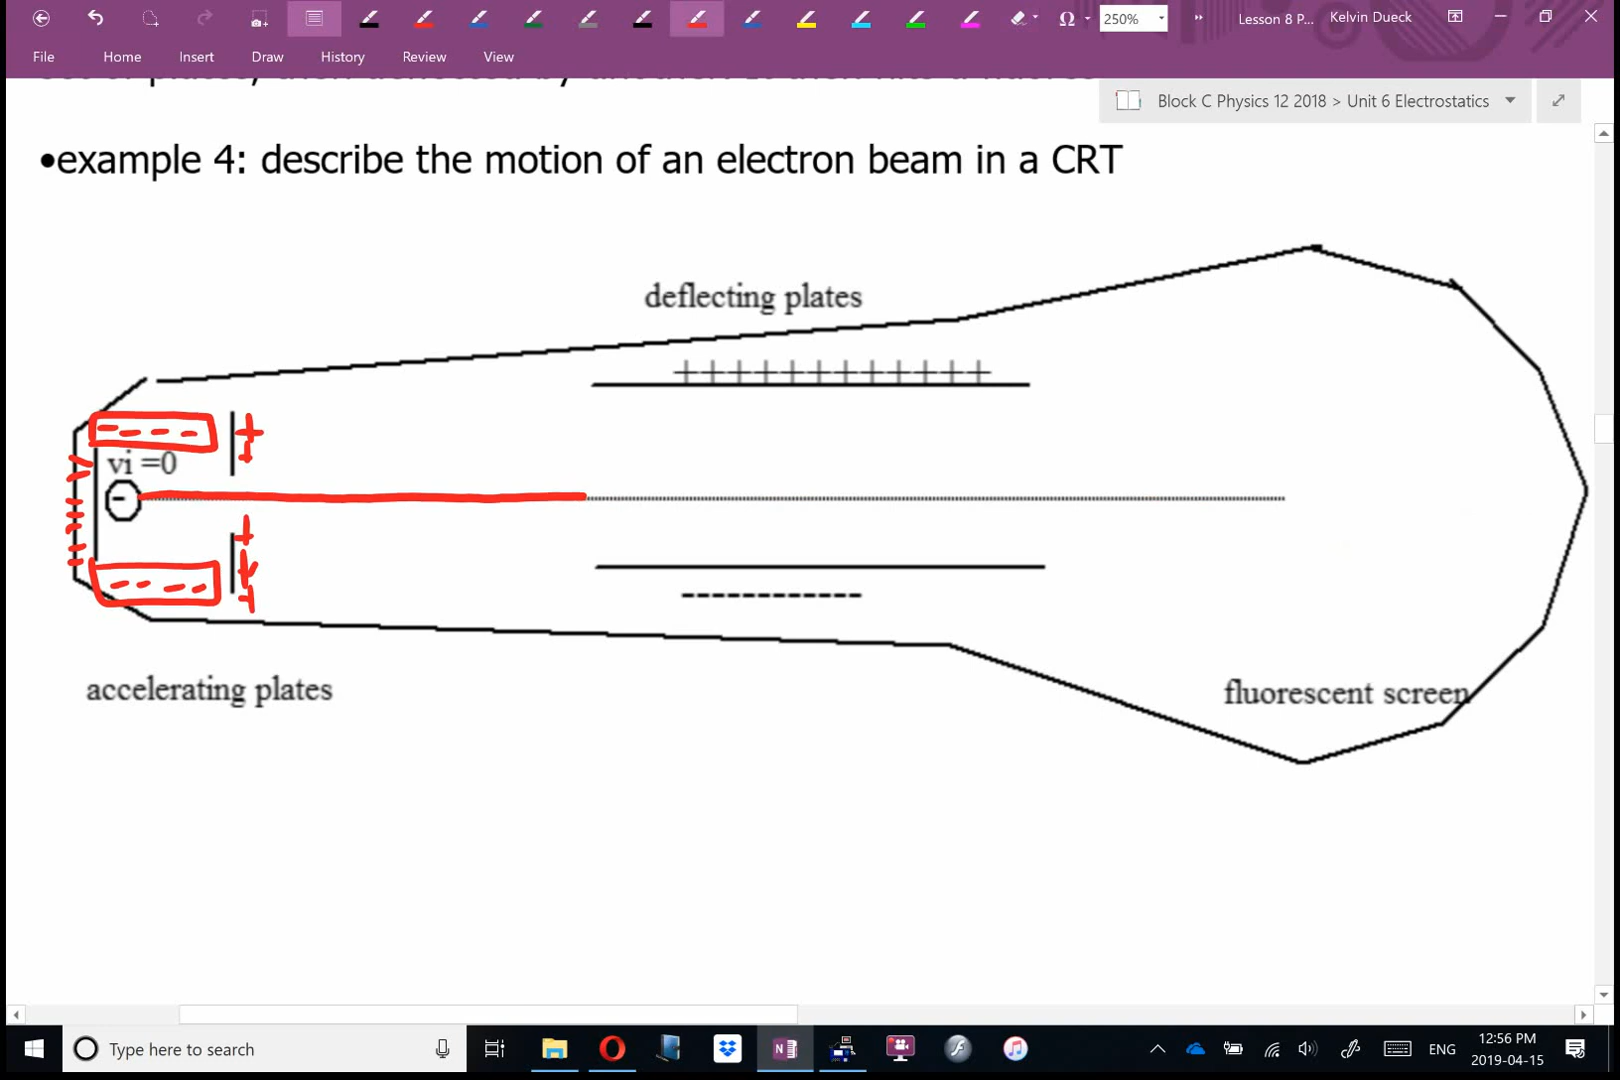 250%
Lesson 8 P...
Kelvin Dueck
File
Home
Insert
Draw
History
Review
View
Block C Physics 12 2018 > Unit 6 Electrostatics
•example 4: describe the motion of an electron beam in a CRT
deflecting plates
++++++++++++
vi =0
-
------------
accelerating plates
fluorescent screen
Type here to search
N
ENG
12:56 PM
2019-04-15